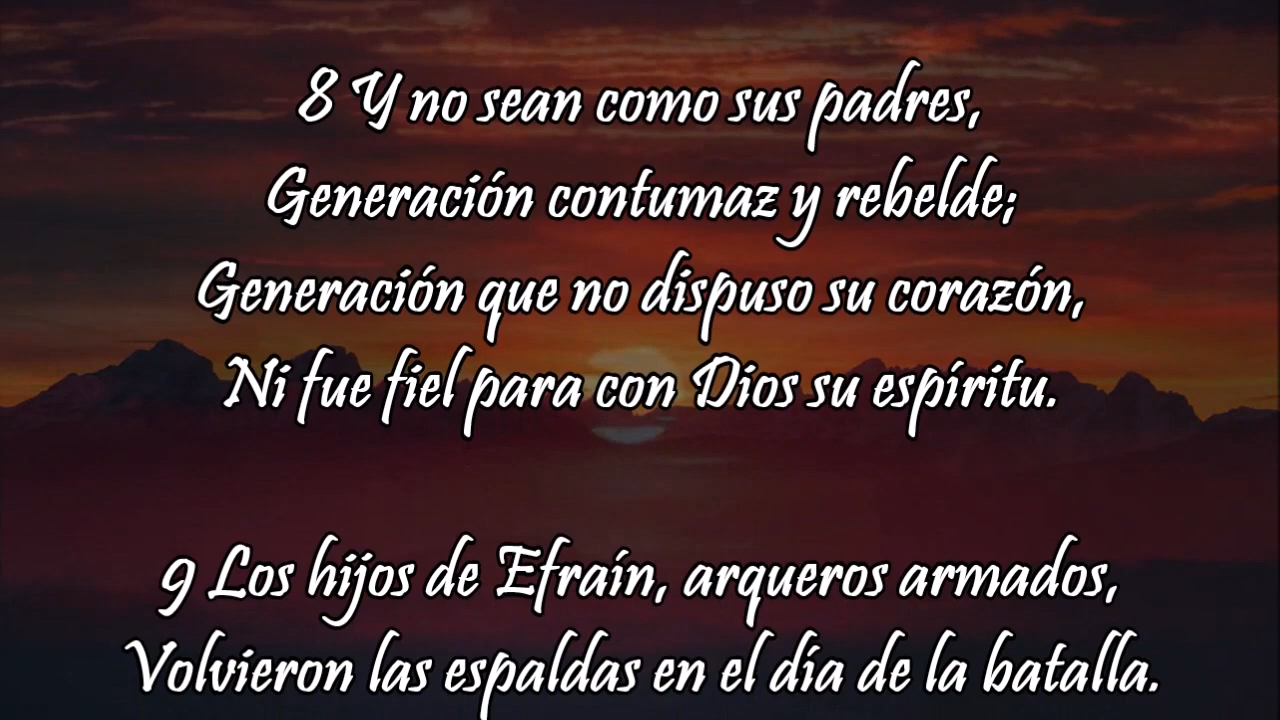 8 Y no sean como sus padres,
Generación contumaz y rebelde;
Generación que no dispuso su corazón,
Ni fue fiel para con Dios su espíritu.
9 Los hijos de Efraín, arqueros armados,
Volvieron las espaldas en el día de la batalla.